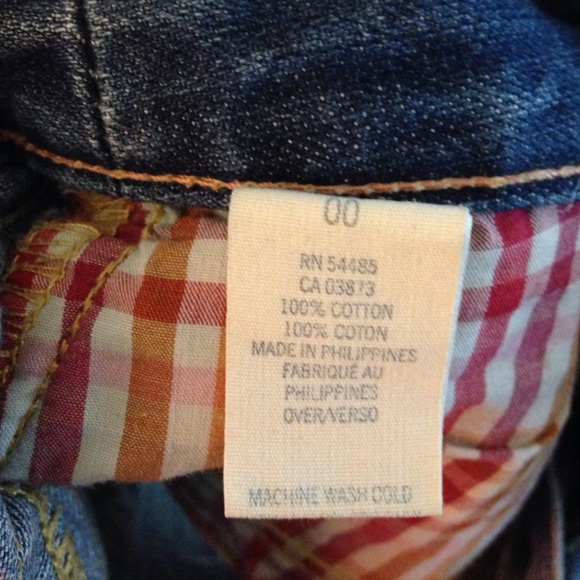 00
RN 54485
CA 03873
100% COTTON
100% COTON
MADE IN PHILIPPINES
FABRIQUÉ AU
PHILIPPINES
OVER/VERSO
MACHINE WASH COLD